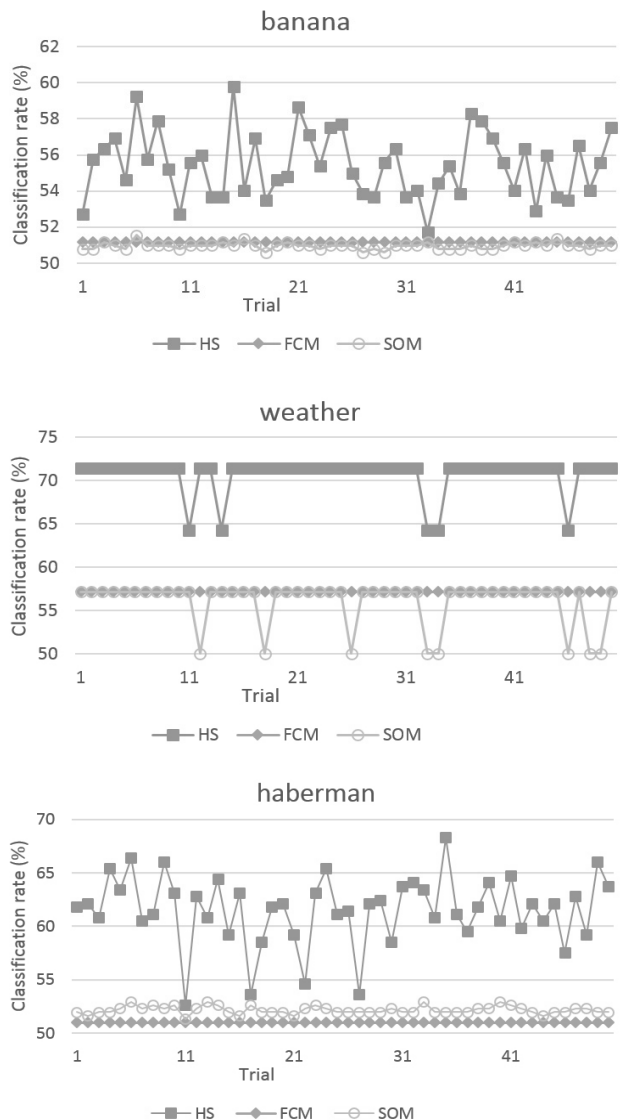 banana
Classification rate (%)
62
60
58
56
54
52
50
1 11 21 31 41
Trial
HS FCM SOM
weather
Classification rate (%)
75
70
65
60
55
50
1 11 21 31 41
Trial
HS FCM SOM
haberman
Classification rate (%)
70
65
60
55
50
1 11 21 31 41
Trial
HS FCM SOM